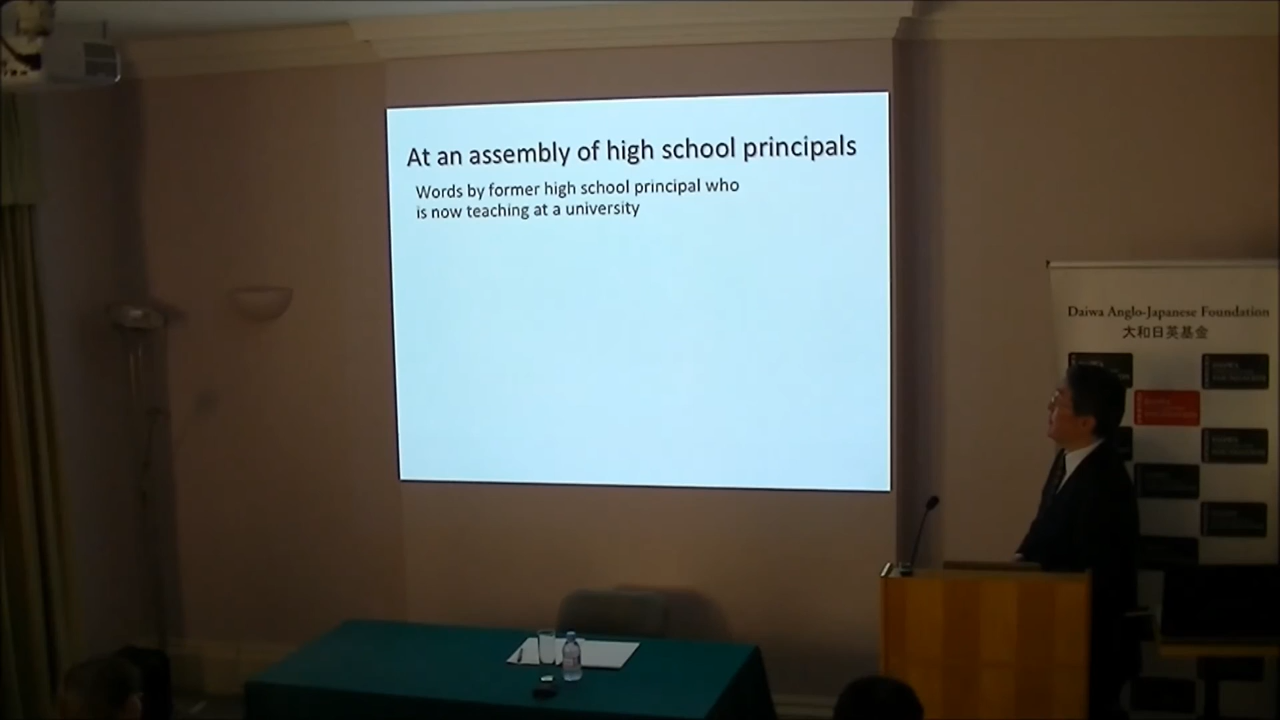 At an assembly of high school principals
Words by former high school principal who
is now teaching at a university
Daiwa Anglo-Japanese Foundation
大和日英基金